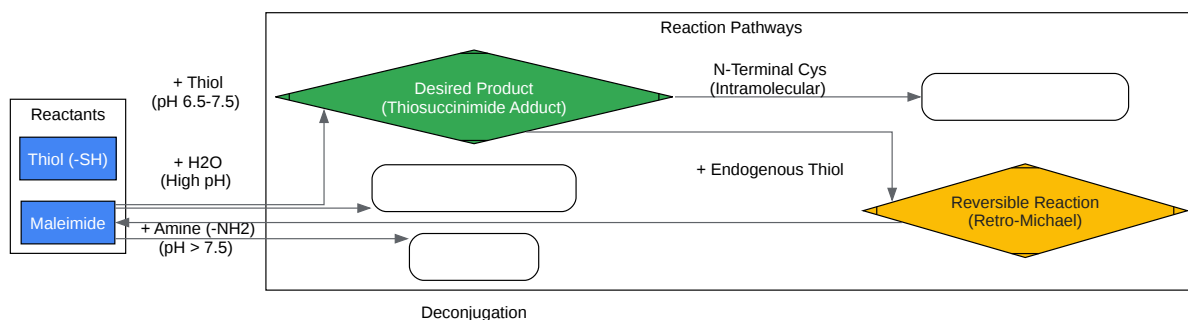 Reaction Pathways
+ Thiol
(pH 6.5-7.5)
Desired Product
(Thiosuccinimide Adduct)
N-Terminal Cys
(Intramolecular)
Reactants
Thiol (-SH)
+ H2O
(High pH)
+ Endogenous Thiol
Maleimide
Reversible Reaction
(Retro-Michael)
+ Amine (-NH2)
(pH > 7.5)
Deconjugation